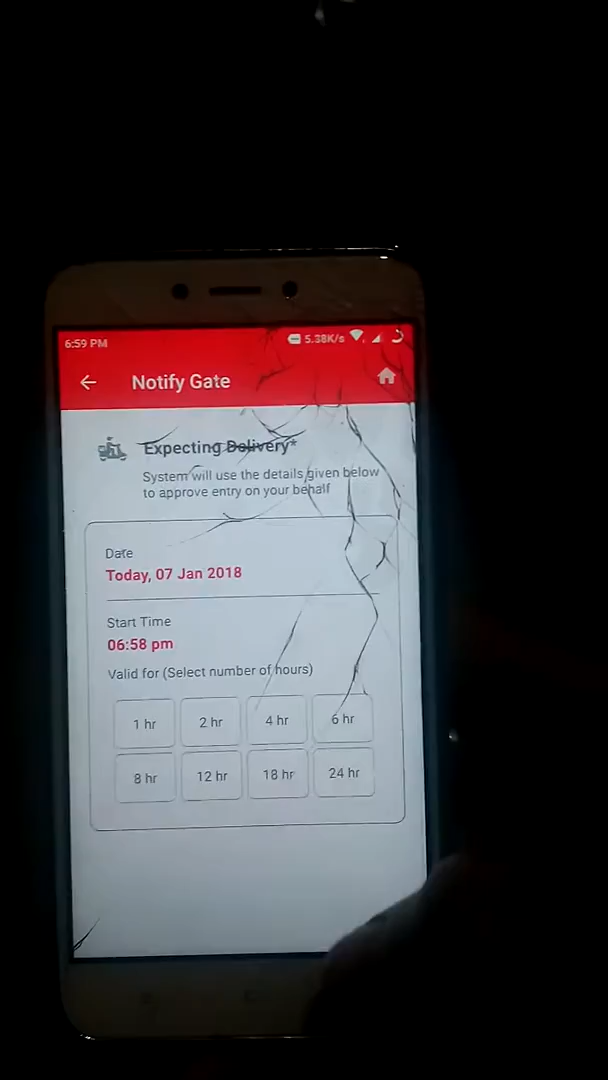 6:59 PM 5.38K/s
Notify Gate
Expecting Delivery*
System will use the details given below
to approve entry on your behalf
Date
Today, 07 Jan 2018
Start Time
06:58 pm
Valid for (Select number of hours)
1 hr 2 hr 4 hr 6 hr
8 hr 12 hr 18 hr 24 hr